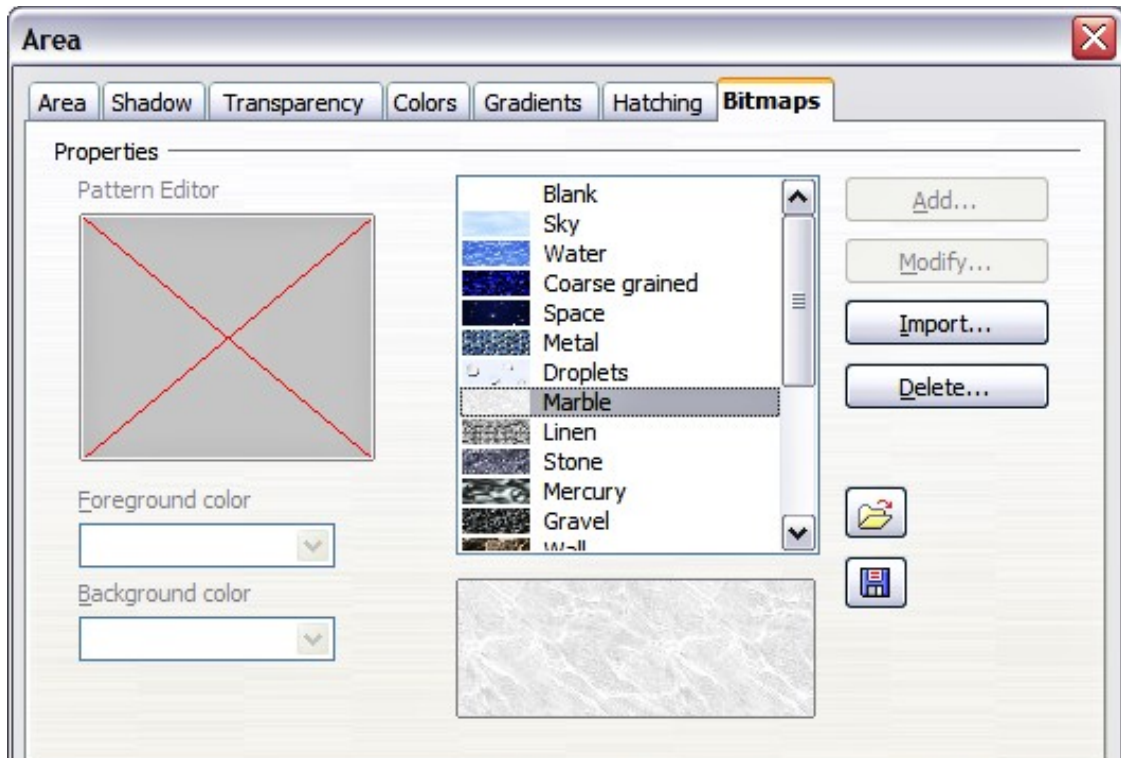 Area
Area Shadow Transparency Colors Gradients Hatching Bitmaps
Properties
Pattern Editor
Blank
Sky
Water
Coarse grained
Space
Metal
Droplets
Marble
Linen
Stone
Mercury
Gravel
Wall
Add...
Modify...
Import...
Delete...
Foreground color
Background color